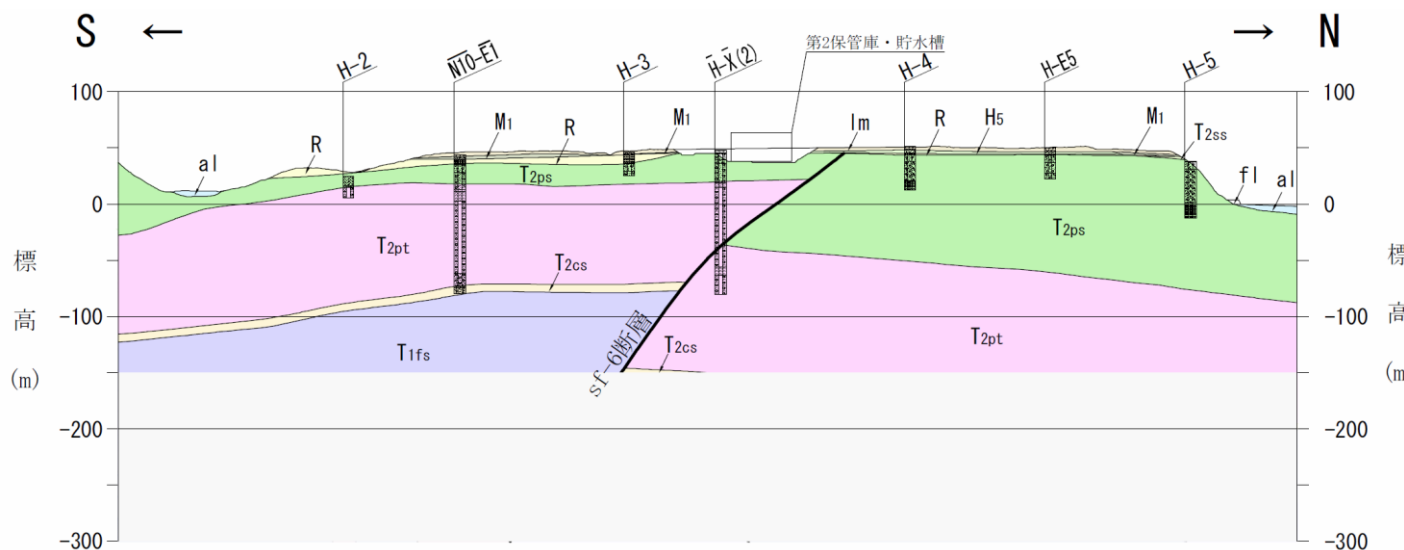 S ← → N
第2保管庫・貯水槽
H-2 N10-E1 H-3 H-X(2) H-4 H-E5 H-5
100 100
R M1 R M1 lm R H5 M1 T2ss
al T2ps fl al
0 0
T2pt T2ps
標高(m) 標高(m
T2cs
-100 -100
T1fs sf-6断層 T2cs T2pt
-200 -200
-300 -300